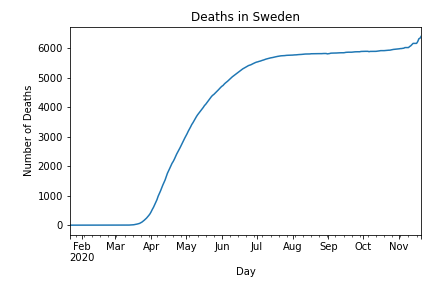 Deaths in Sweden
Number of Deaths
6000
5000
4000
3000
2000
1000
0
Feb Mar Apr May Jun Jul Aug Sep Oct Nov
2020
Day